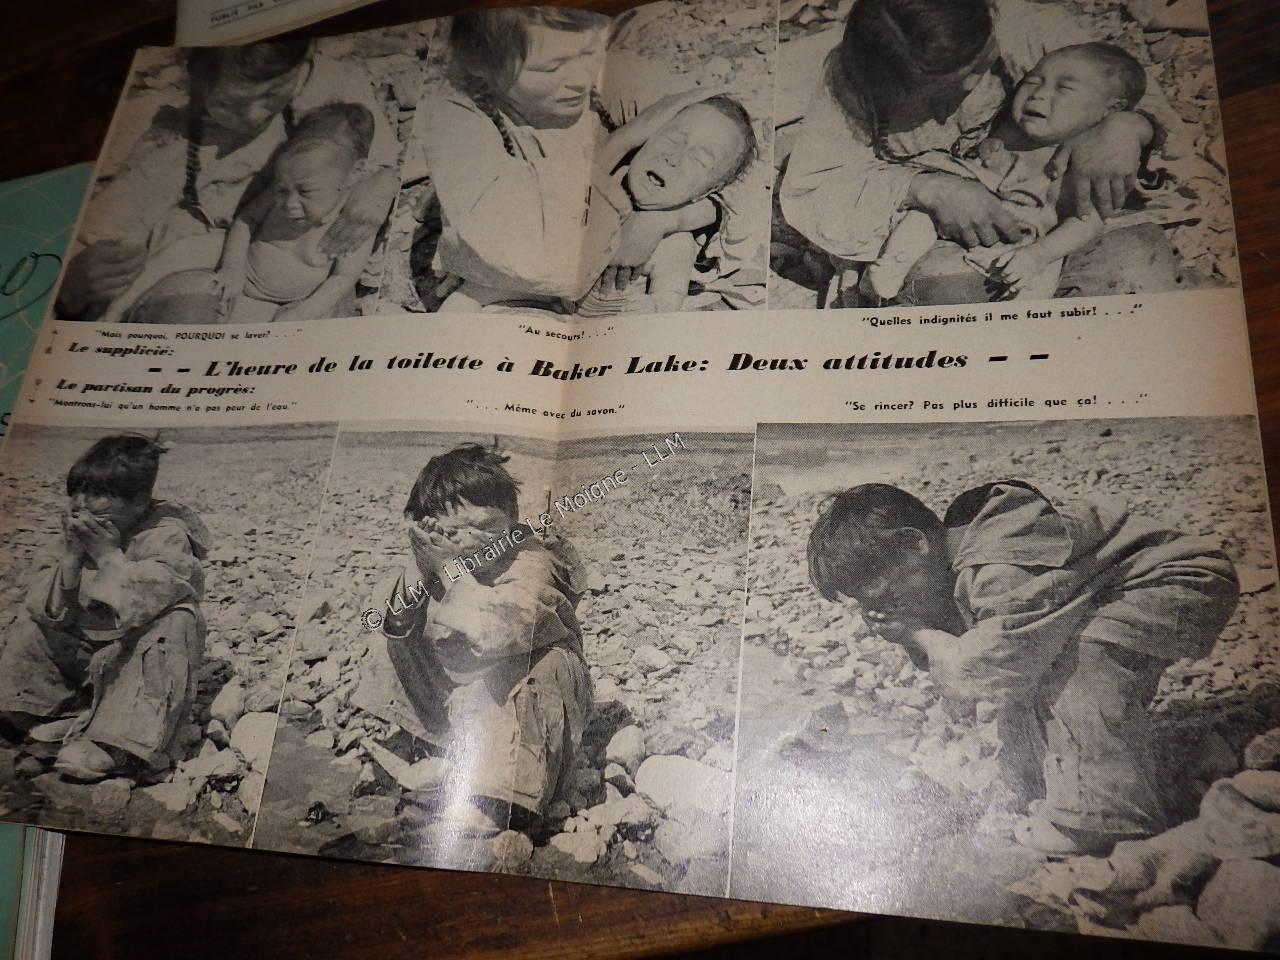 PUBLIÉ PAR
"Mais pourquoi, POURQUOI se laver? . . ."
"Au secours! . . ."
"Quelles indignités il me faut subir! . . ."
Le supplicié:
– – L'heure de la toilette à Baker Lake: Deux attitudes – –
Le partisan du progrès:
"Montrons-lui qu'un homme n'a pas peur de l'eau."
". . . Même avec du savon."
"Se rincer? Pas plus difficile que ça! . . ."
© LLM - Librairie Le Moigne - LLM